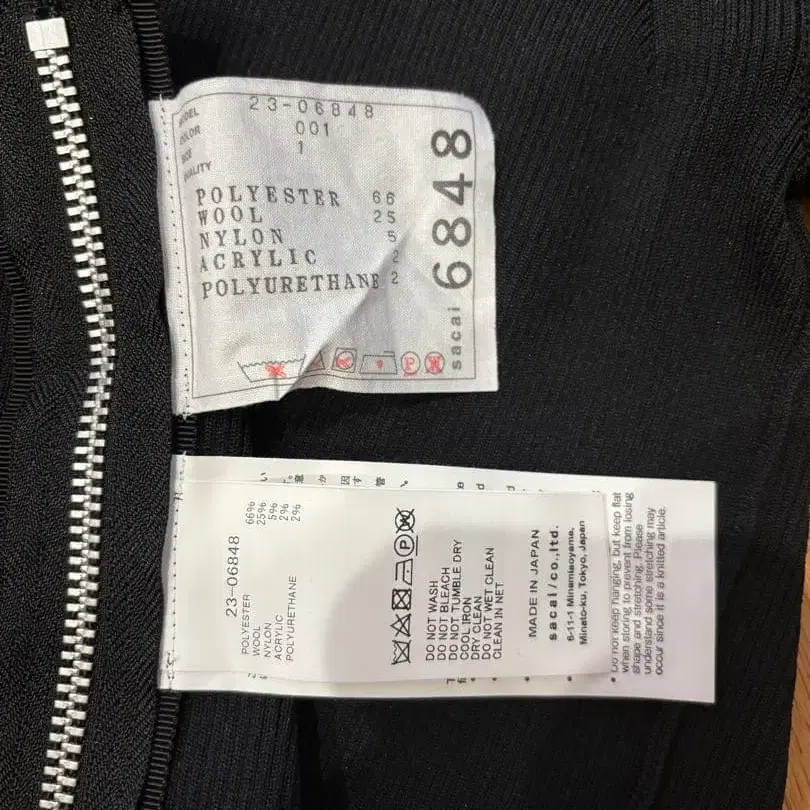 MODEL 23-06848
COLOR 001
SIZE 1
QUALITY
POLYESTER 66
WOOL 25
NYLON 5
ACRYLIC 2
POLYURETHANE 2
sacai 6848
23-06848
POLYESTER 66%
WOOL 25%
NYLON 5%
ACRYLIC 2%
POLYURETHANE 2%
DO NOT WASH
DO NOT BLEACH
DO NOT TUMBLE DRY
COOL IRON
DRY CLEAN
DO NOT WET CLEAN
CLEAN IN NET
MADE IN JAPAN
sacai/co.,ltd.
6-11-1 Minamiaoyama,
Minato-ku, Tokyo, Japan
• Do not keep hanging, but keep flat
when storing to prevent from losing
shape and stretching. Please
understand some stretching may
occur since it is a knitted article.